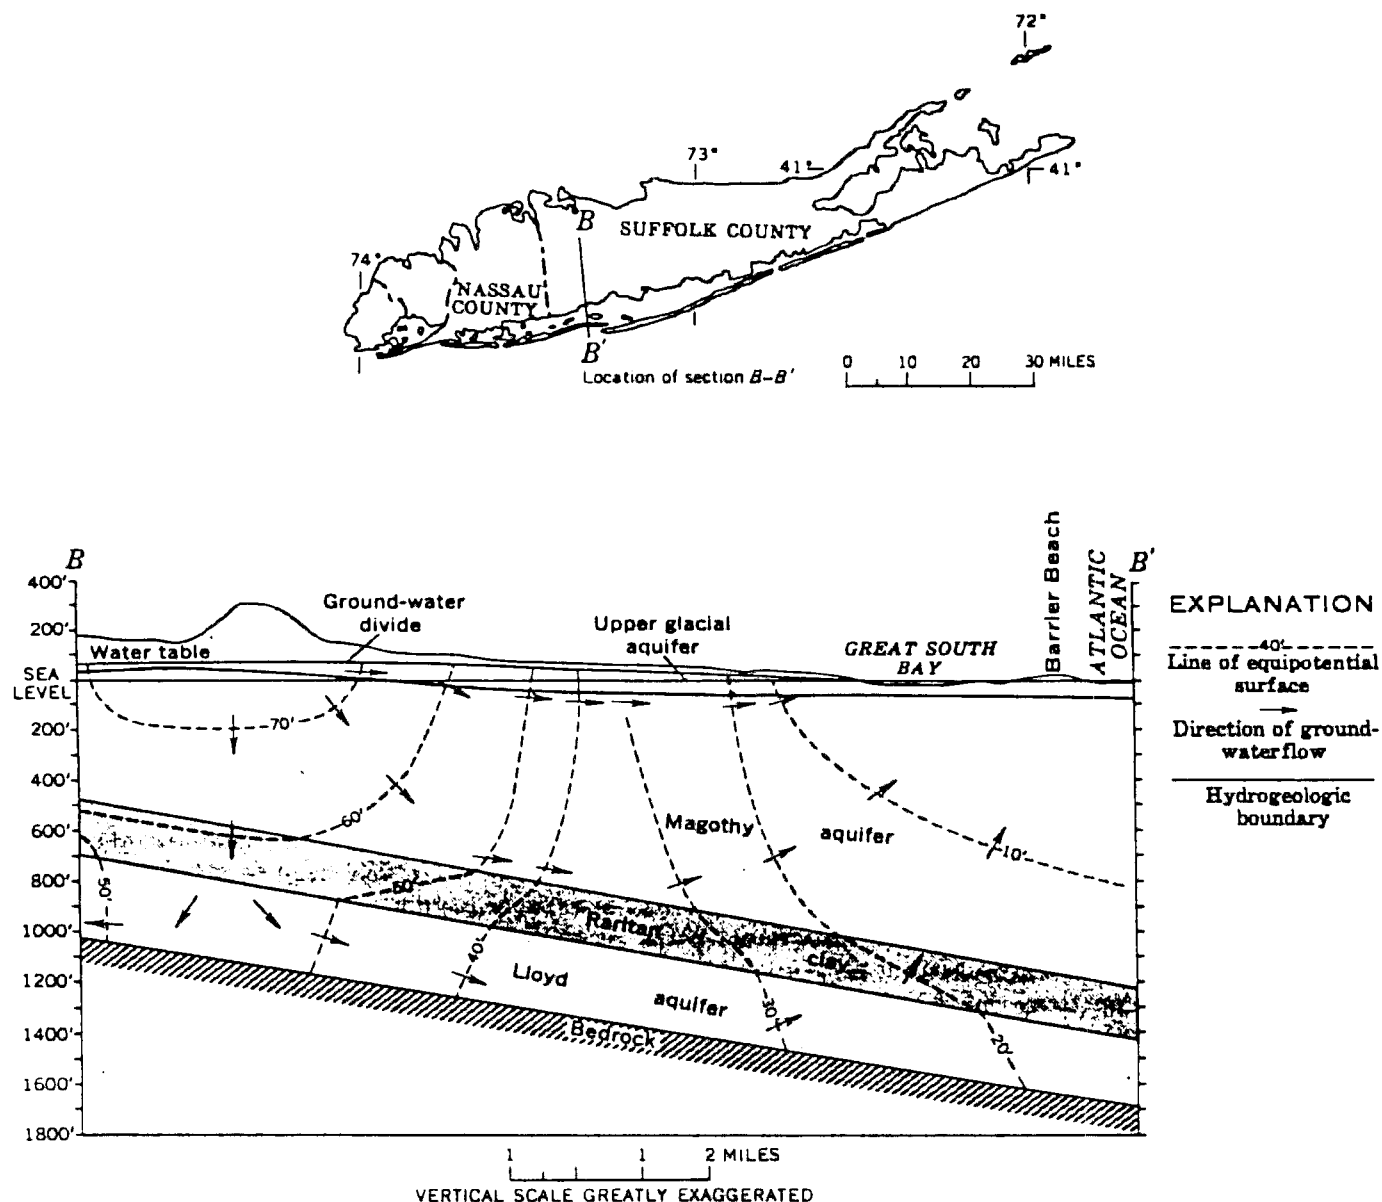 72°
73°
41°
41°
B
SUFFOLK COUNTY
74°
NASSAU
COUNTY
B'
Location of section B-B'
0 10 20 30 MILES
B
B'
Barrier Beach
ATLANTIC
OCEAN
400'
200'
SEA
LEVEL
200'
400'
600'
800'
1000'
1200'
1400'
1600'
1800'
Ground-water
divide
Water table
Upper glacial
aquifer
GREAT SOUTH
BAY
70'
60'
Magothy aquifer
10'
50'
50'
Raritan clay
40'
Lloyd aquifer
30'
20'
Bedrock
1 1 2 MILES
VERTICAL SCALE GREATLY EXAGGERATED
EXPLANATION
40'
Line of equipotential
surface
Direction of ground-
water flow
Hydrogeologic
boundary